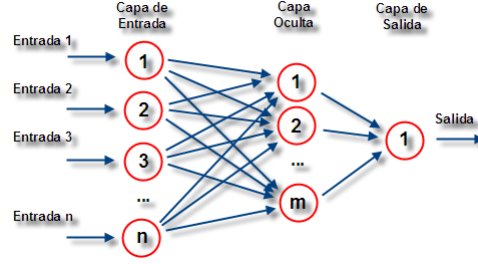 Capa de
Entrada
Capa
Oculta
Capa de
Salida
Entrada 1
1
Entrada 2
2
Entrada 3
3
...
Entrada n
n
1
2
...
m
1
Salida